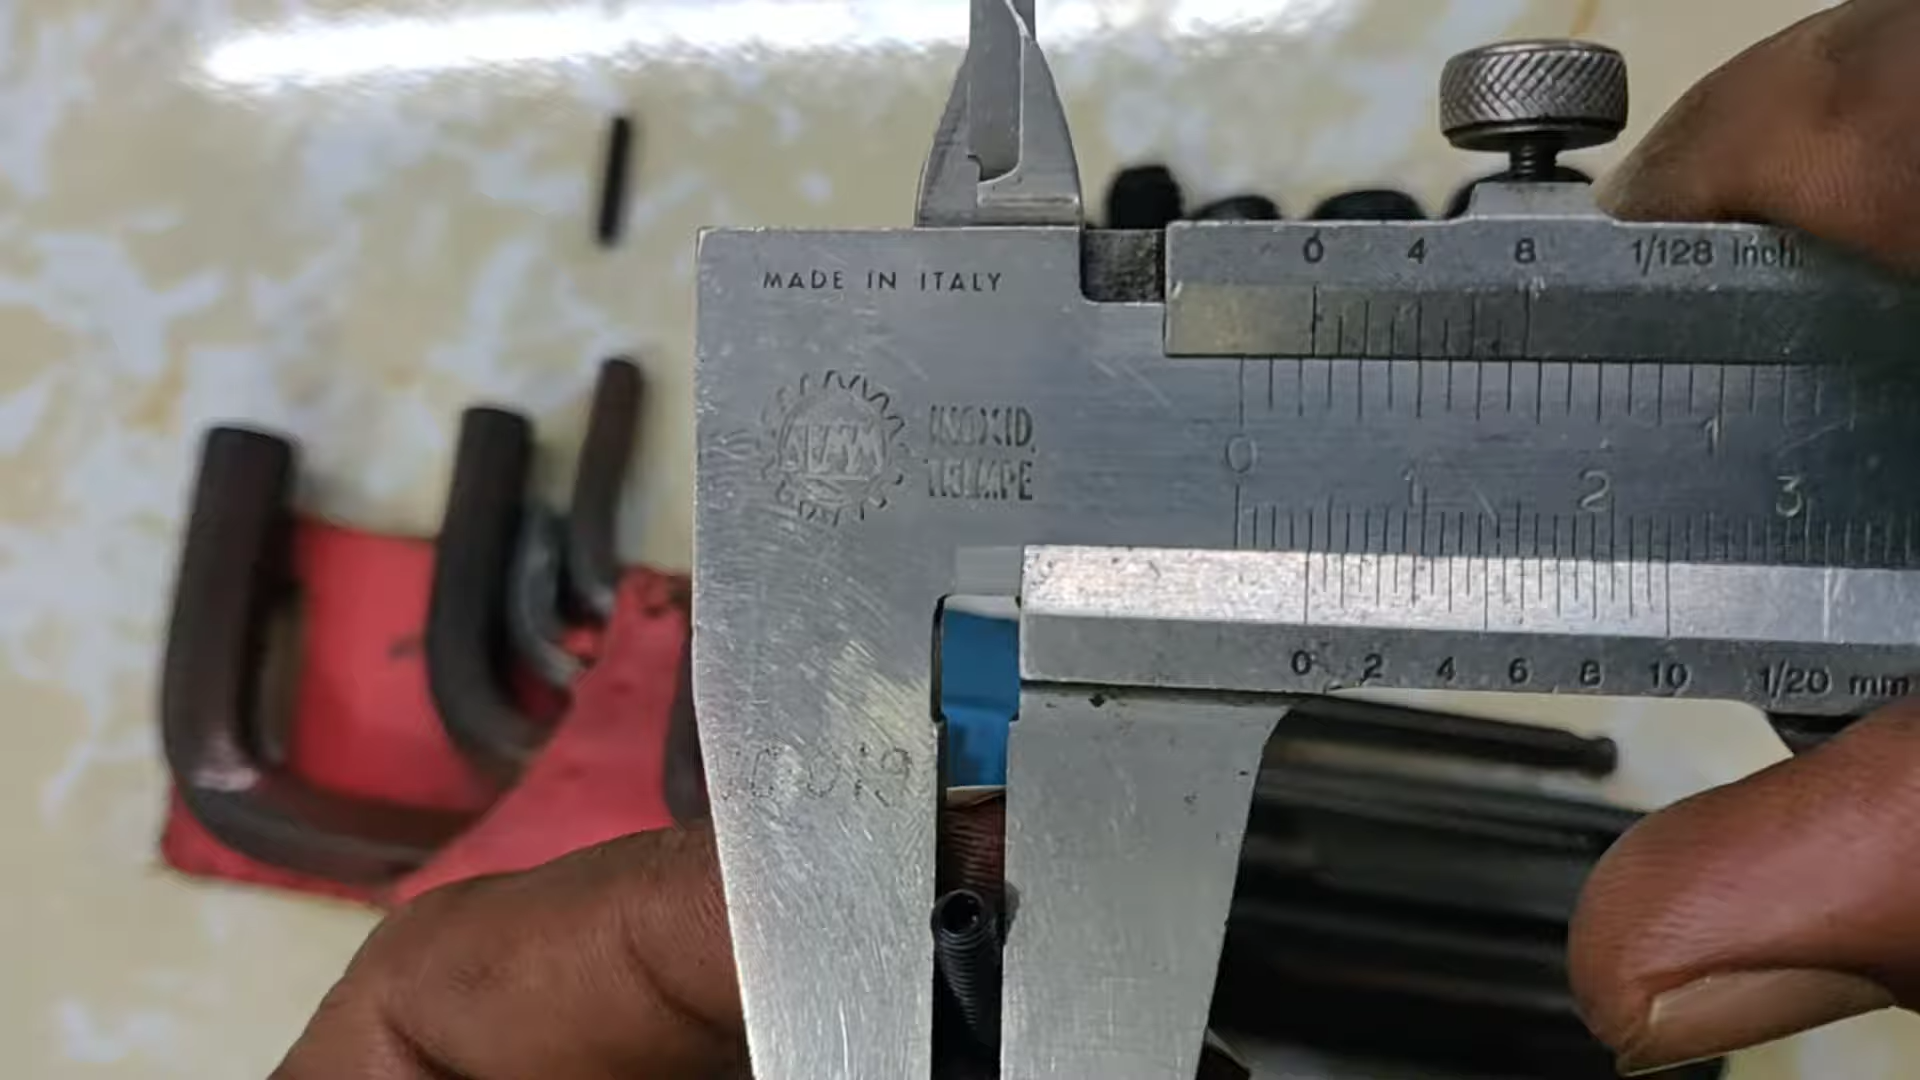 MADE IN ITALY
0 4 8 1/128 inch.
INOXID.
TREMPE
0 1
0 1 2 3
0 2 4 6 8 10 1/20 mm